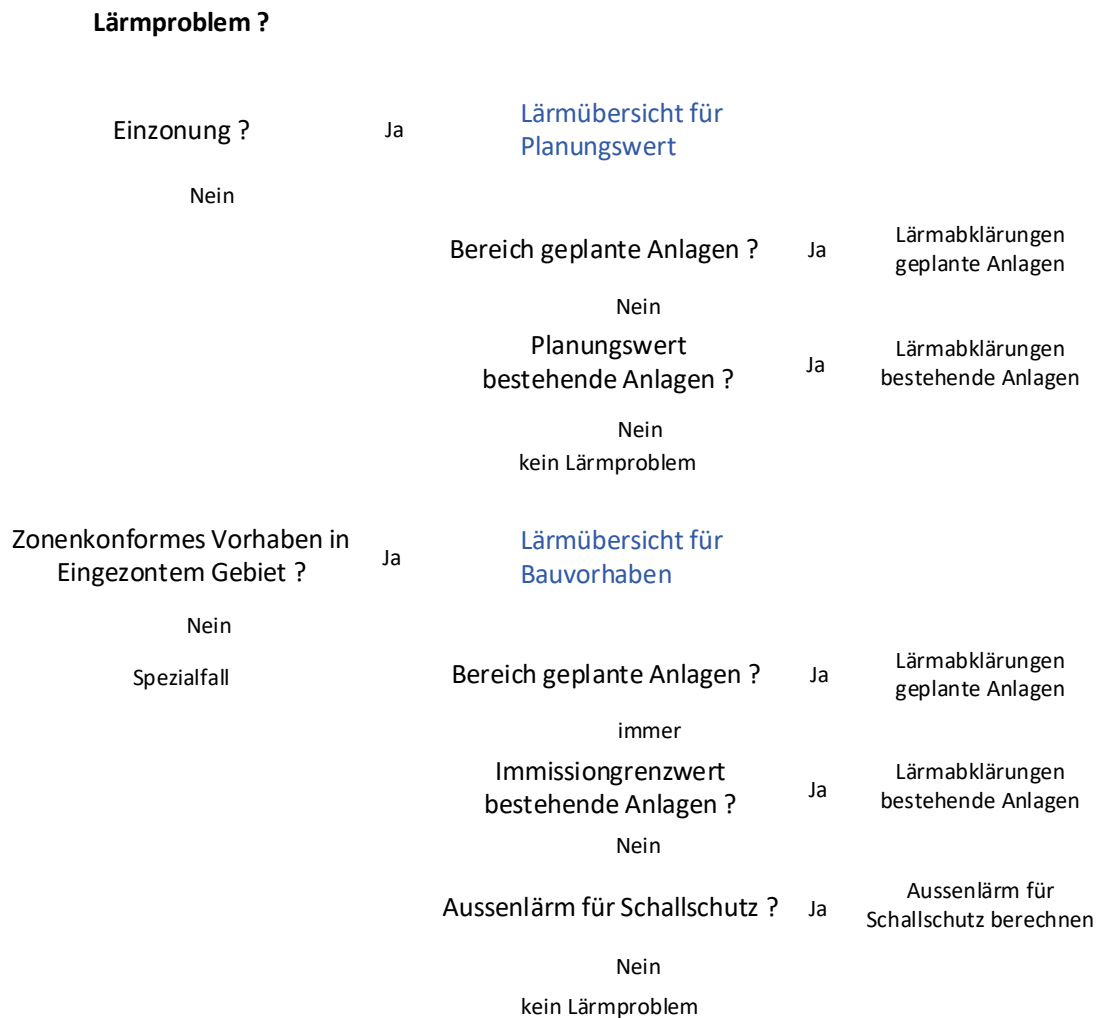 Lärmproblem ?
Einzonung ?
Ja
Lärmübersicht für
Planungswert
Nein
Bereich geplante Anlagen ?
Ja
Lärmabklärungen
geplante Anlagen
Nein
Planungswert
bestehende Anlagen ?
Ja
Lärmabklärungen
bestehende Anlagen
Nein
kein Lärmproblem
Zonenkonformes Vorhaben in
Eingezontem Gebiet ?
Ja
Lärmübersicht für
Bauvorhaben
Nein
Spezialfall
Bereich geplante Anlagen ?
Ja
Lärmabklärungen
geplante Anlagen
immer
Immissiongrenzwert
bestehende Anlagen ?
Ja
Lärmabklärungen
bestehende Anlagen
Nein
Aussenlärm für Schallschutz ?
Ja
Aussenlärm für
Schallschutz berechnen
Nein
kein Lärmproblem